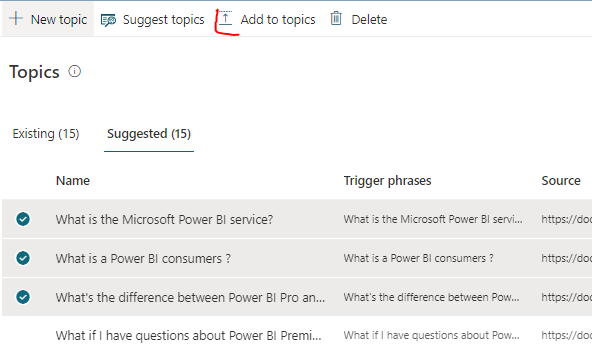 New topic Suggest topics Add to topics Delete
Topics
Existing (15) Suggested (15)
Name Trigger phrases Source
What is the Microsoft Power BI service? What is the Microsoft Power BI servi... https://doc
What is a Power BI consumers ? What is a Power BI consumers ? https://doc
What's the difference between Power BI Pro an... What's the difference between Pow... https://doc
What if I have questions about Power BI Premi... What if I have questions about Pow... https://doc